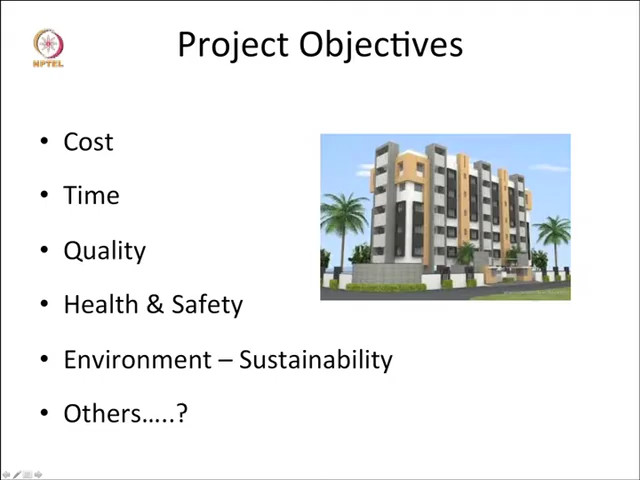 NPTEL
Project Objectives
• Cost
• Time
• Quality
• Health & Safety
• Environment – Sustainability
• Others…..?